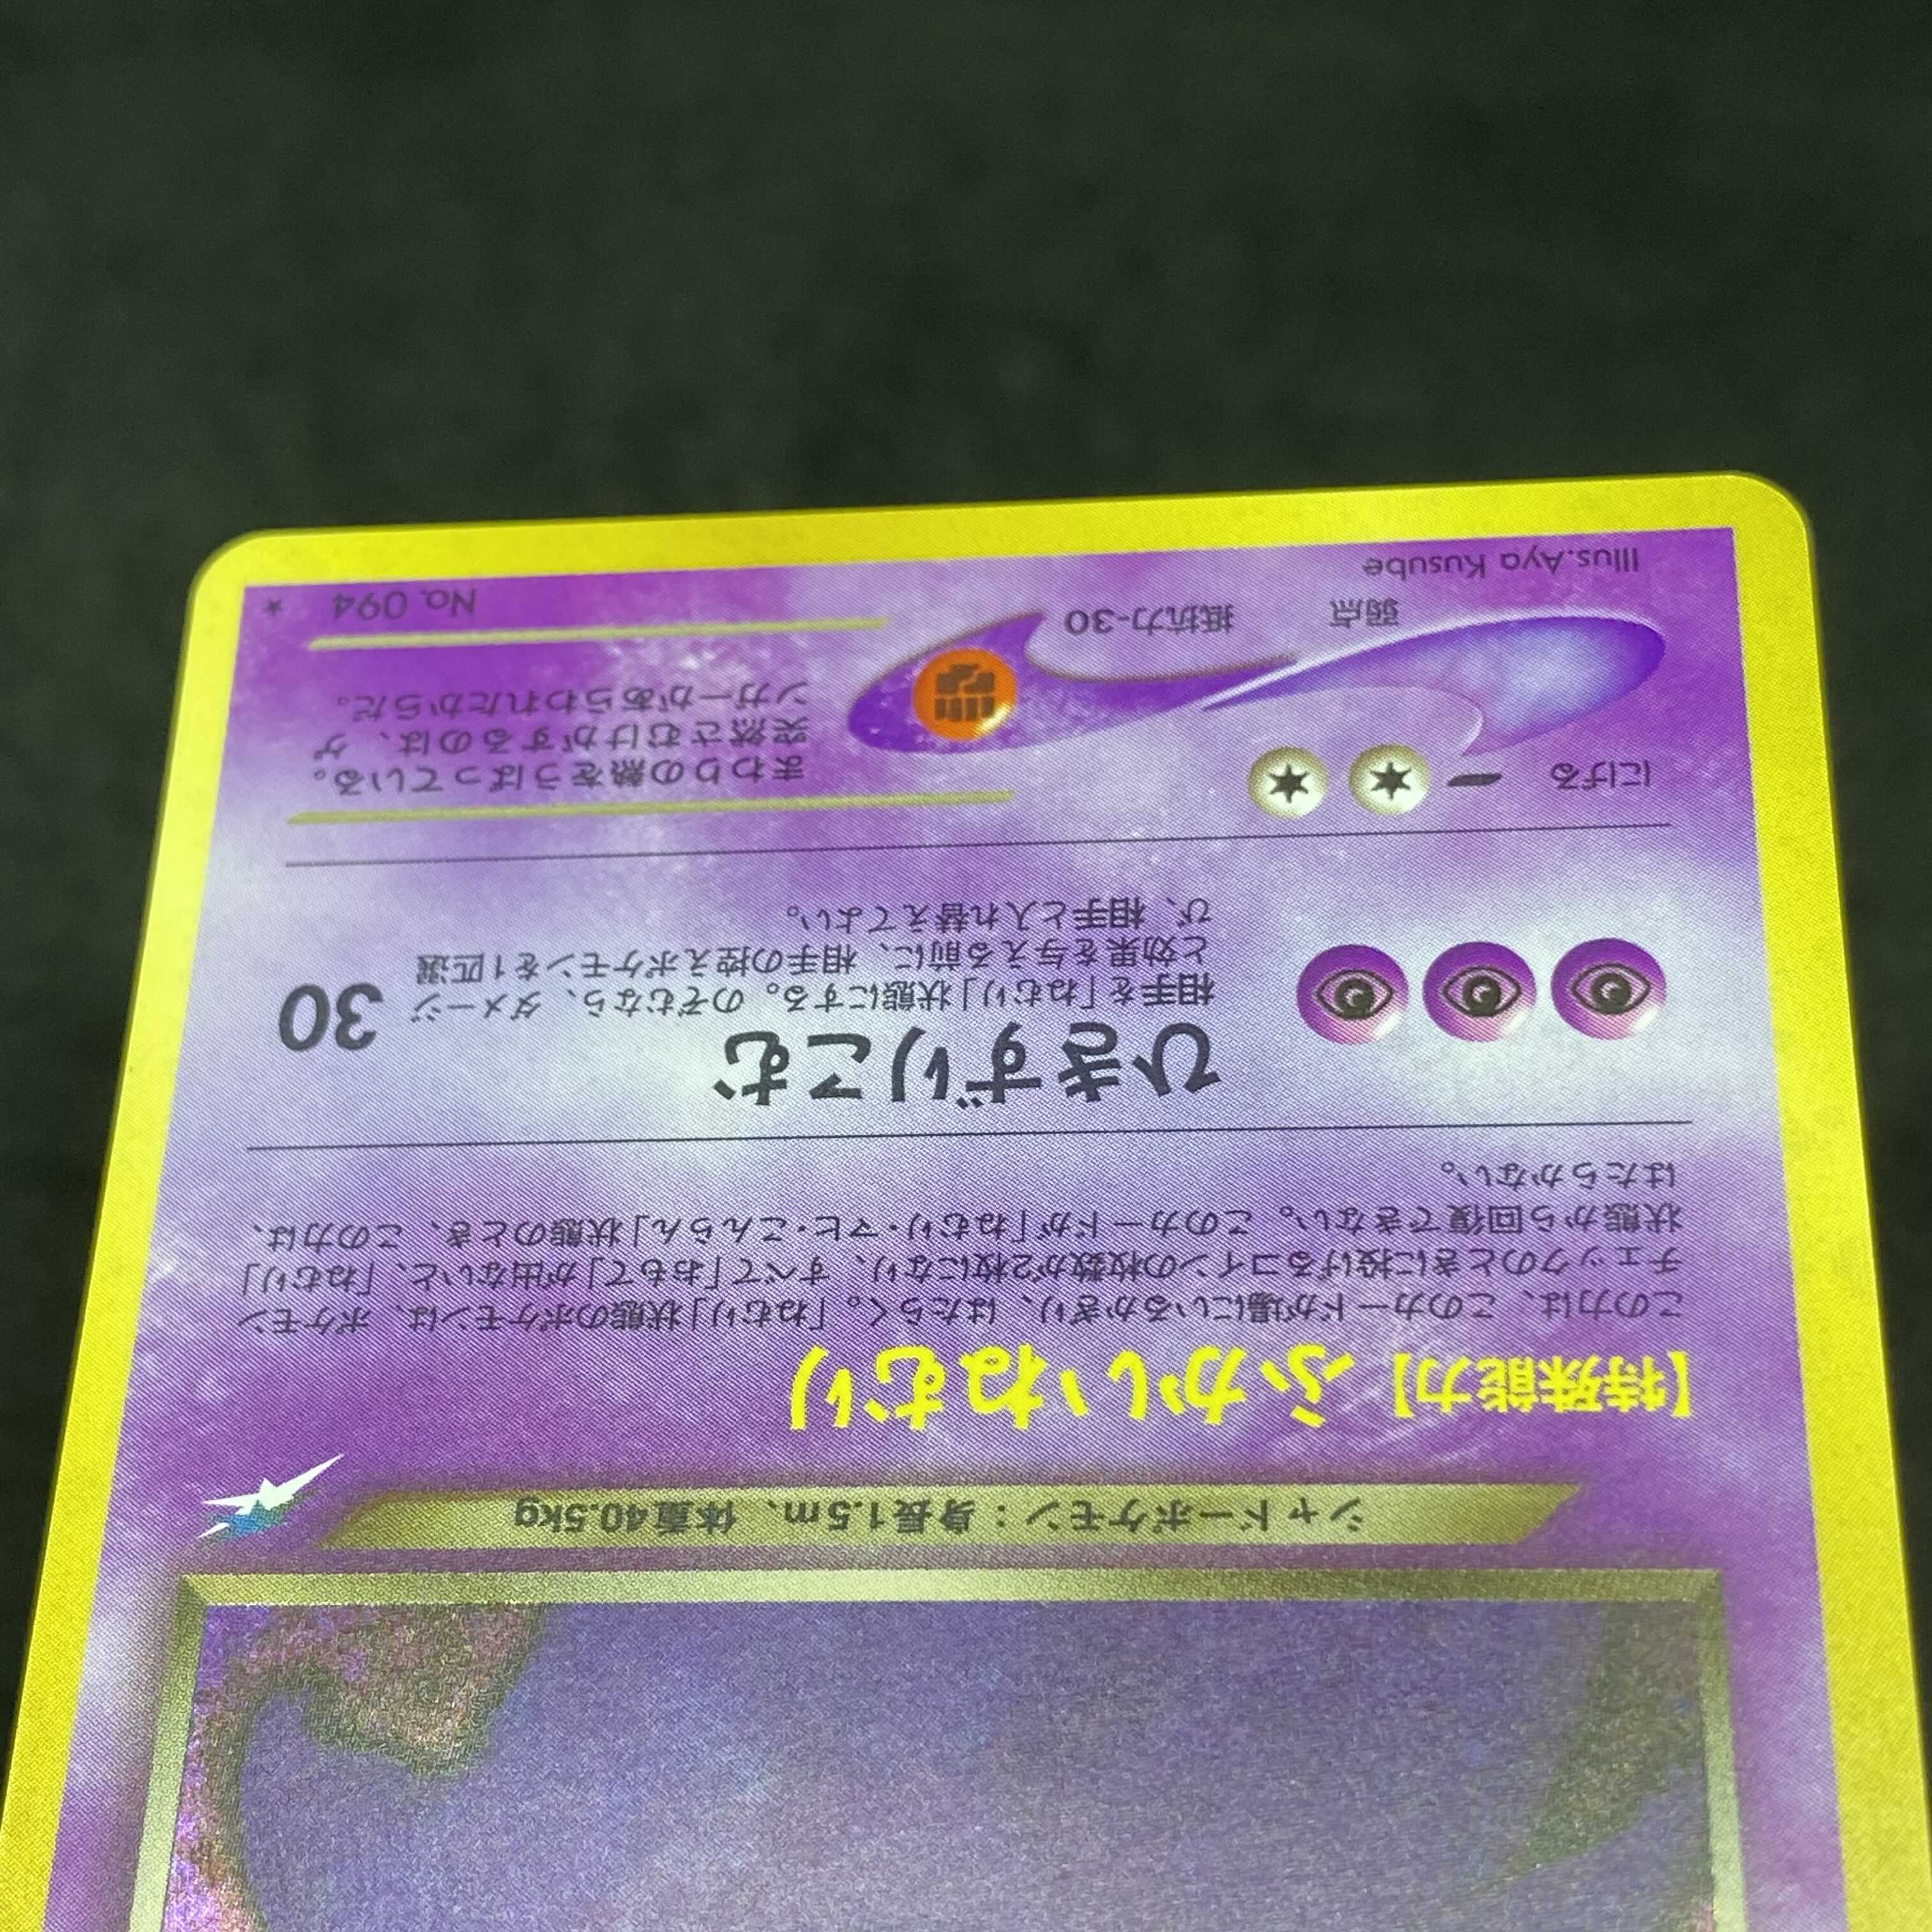 シャドーポケモン：身長1.5m、体重40.5kg
【特殊能力】ふかいねむり
この力は、このカードが場にいるかぎり、はたらく。「ねむり」状態のポケモンは、ポケモン
チェックのときに投げるコインの枚数が2枚になり、すべて「おもて」が出ないと、「ねむり」
状態から回復できない。このカードが「ねむり・マヒ・こんらん」状態のとき、この力は、
はたらかない。
ひきずりこむ
30
相手を「ねむり」状態にする。のぞむなら、ダメージ
と効果を与える前に、相手の控えポケモンを1匹選
び、相手と入れ替えてよい。
にげる
弱点
抵抗力-30
まわりの熱をうばっている。
突然さむけがするのは、ゲ
ンガーがあらわれたからだ。
Illus.Aya Kusube
No. 094 ★